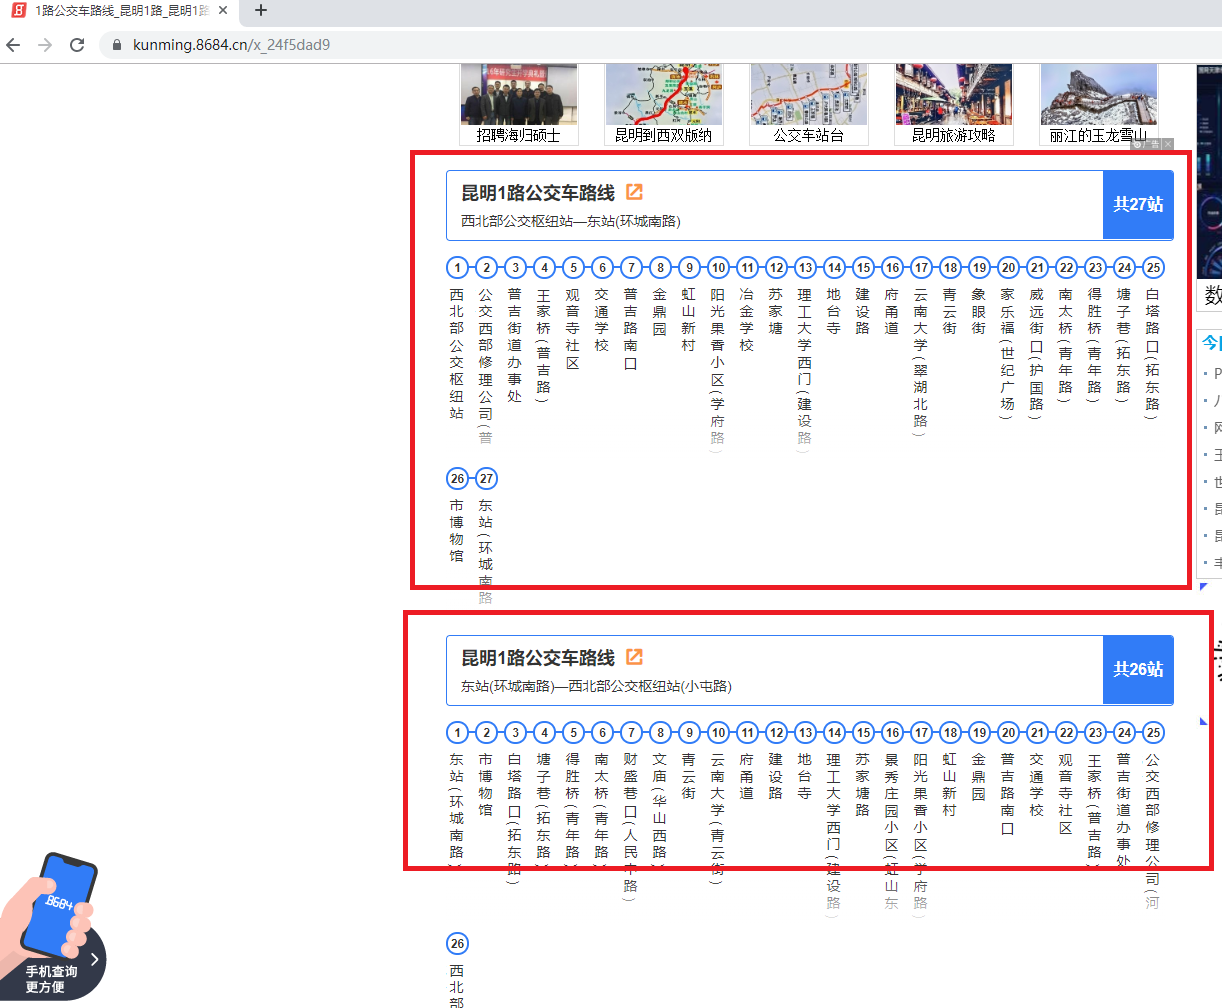 1路公交车路线_昆明1路_昆明1路
kunming.8684.cn/x_24f5dad9
招聘海归硕士
昆明到西双版纳
公交车站台
昆明旅游攻略
丽江的玉龙雪山
广告
昆明1路公交车路线
西北部公交枢纽站—东站(环城南路)
共27站
1 2 3 4 5 6 7 8 9 10 11 12 13 14 15 16 17 18 19 20 21 22 23 24 25
西北部公交枢纽站
公交西部修理公司(普
普吉街道办事处
王家桥(普吉路)
观音寺社区
交通学校
普吉路南口
金鼎园
虹山新村
阳光果香小区(学府路)
冶金学校
苏家塘
理工大学西门(建设路)
地台寺
建设路
府甬道
云南大学(翠湖北路)
青云街
象眼街
家乐福(世纪广场)
威远街口(护国路)
南太桥(青年路)
得胜桥(青年路)
塘子巷(拓东路)
白塔路口(拓东路)
26 27
市博物馆
东站(环城南路
昆明1路公交车路线
东站(环城南路)—西北部公交枢纽站(小屯路)
共26站
1 2 3 4 5 6 7 8 9 10 11 12 13 14 15 16 17 18 19 20 21 22 23 24 25
东站(环城南路)
市博物馆
白塔路口(拓东路)
塘子巷(拓东路)
得胜桥(青年路)
南太桥(青年路)
财盛巷口(人民中路)
文庙(华山西路)
青云街
云南大学(青云街)
府甬道
建设路
地台寺
理工大学西门(建设路)
苏家塘路
景秀庄园小区(虹山东
阳光果香小区(学府路)
虹山新村
金鼎园
普吉路南口
交通学校
观音寺社区
王家桥(普吉路)
普吉街道办事处
公交西部修理公司(河
26
西北部
数
今日
8684
手机查询
更方便